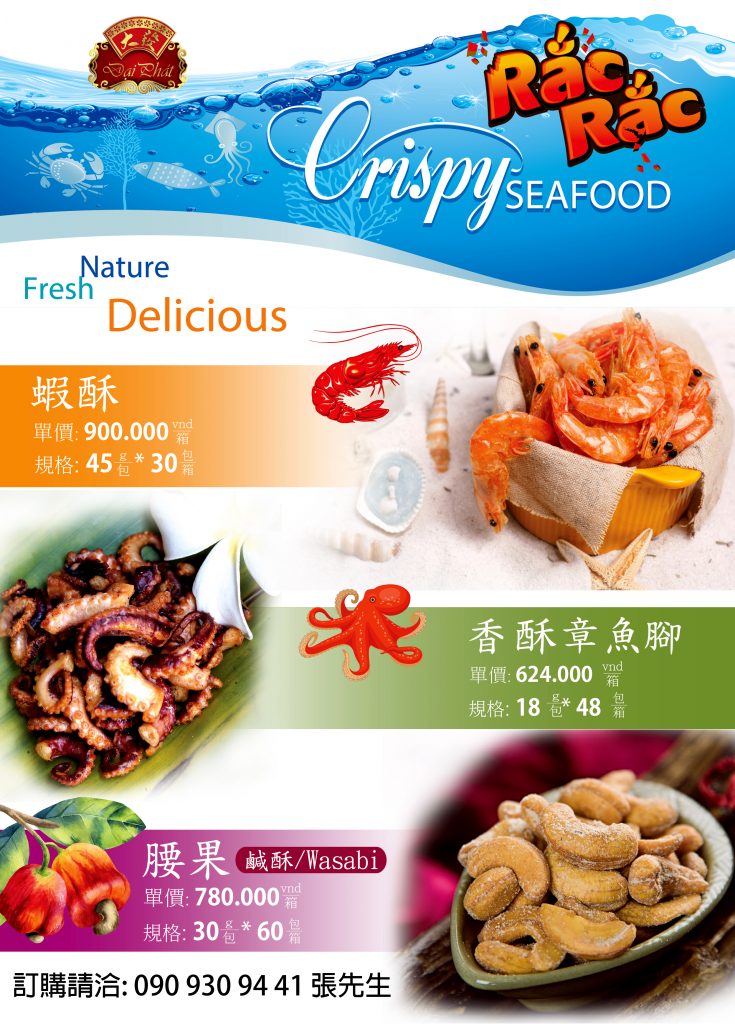 大發
Đại Phát
Rắc
Rắc
Crispy SEAFOOD
Nature
Fresh
Delicious
蝦酥
單價: 900.000 vnd/箱
規格: 45 g/包 * 30 包/箱
香酥章魚腳
單價: 624.000 vnd/箱
規格: 18 g/包 * 48 包/箱
腰果 鹹酥/Wasabi
單價: 780.000 vnd/箱
規格: 30 g/包 * 60 包/箱
訂購請洽: 090 930 94 41 張先生